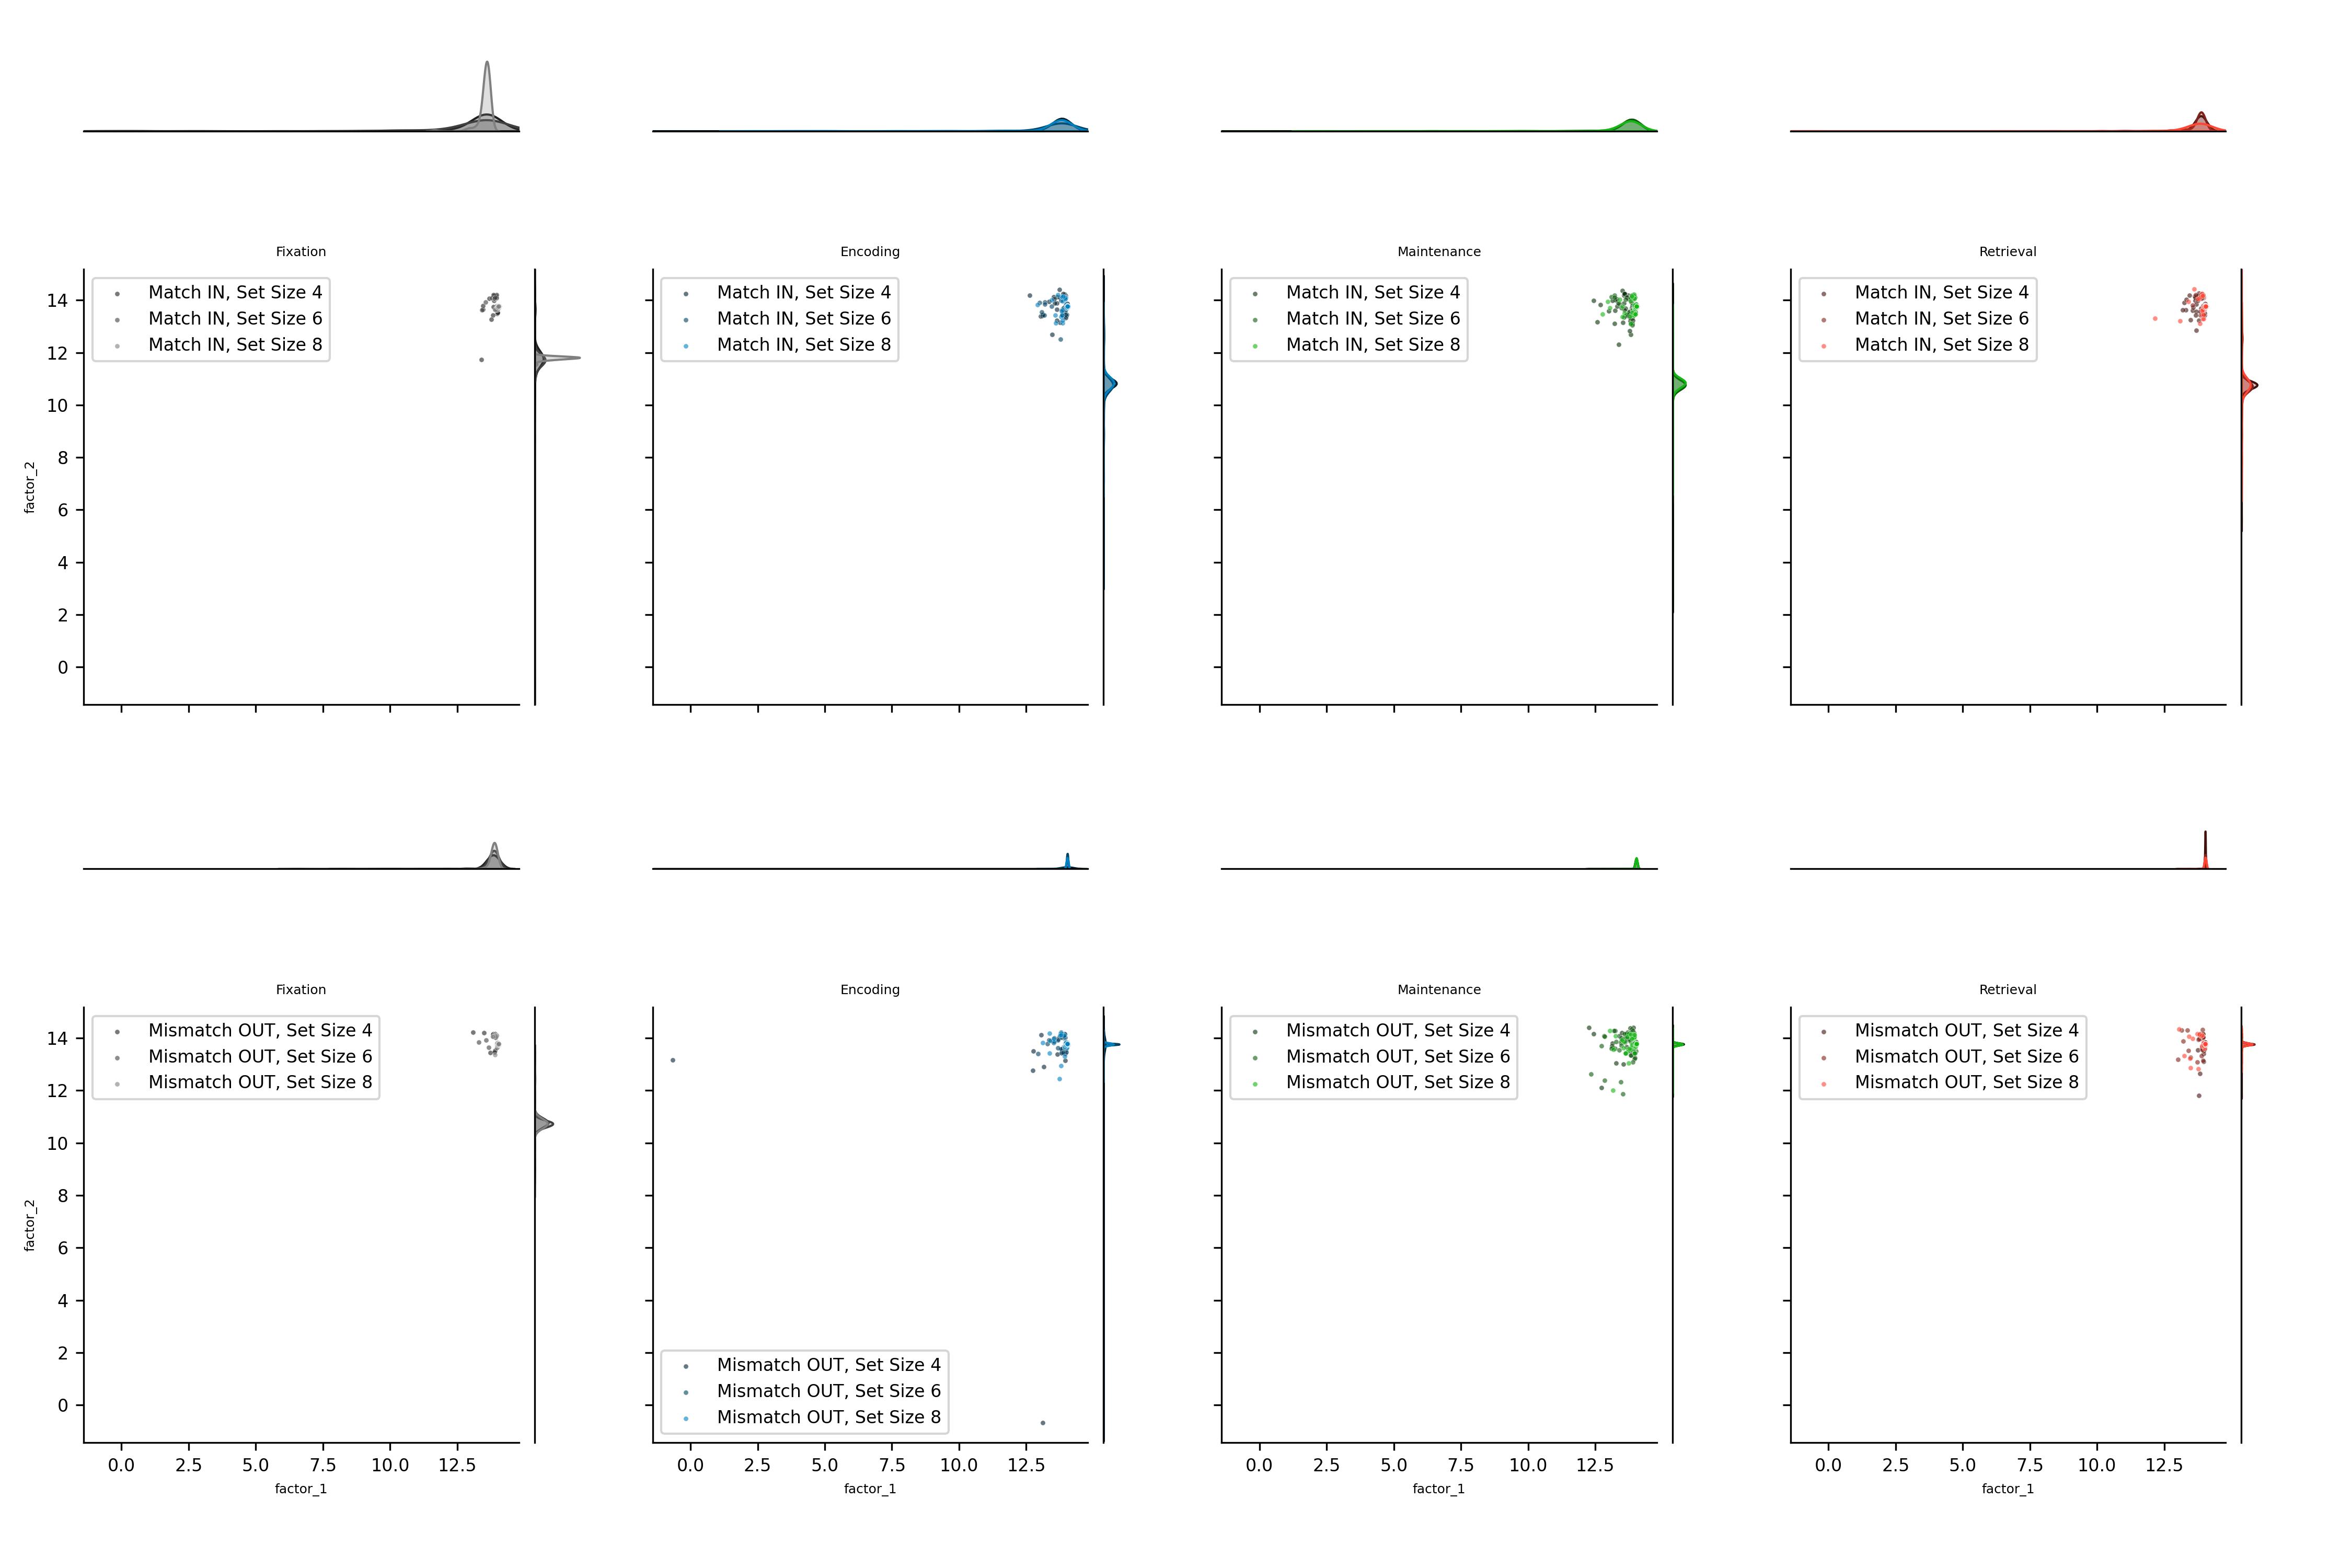 Fixation
Encoding
Maintenance
Retrieval
Match IN, Set Size 4
Match IN, Set Size 6
Match IN, Set Size 8
Match IN, Set Size 4
Match IN, Set Size 6
Match IN, Set Size 8
Match IN, Set Size 4
Match IN, Set Size 6
Match IN, Set Size 8
Match IN, Set Size 4
Match IN, Set Size 6
Match IN, Set Size 8
14
12
10
8
6
4
2
0
factor_2
Fixation
Encoding
Maintenance
Retrieval
Mismatch OUT, Set Size 4
Mismatch OUT, Set Size 6
Mismatch OUT, Set Size 8
Mismatch OUT, Set Size 4
Mismatch OUT, Set Size 6
Mismatch OUT, Set Size 8
Mismatch OUT, Set Size 4
Mismatch OUT, Set Size 6
Mismatch OUT, Set Size 8
Mismatch OUT, Set Size 4
Mismatch OUT, Set Size 6
Mismatch OUT, Set Size 8
14
12
10
8
6
4
2
0
factor_2
0.0 2.5 5.0 7.5 10.0 12.5
0.0 2.5 5.0 7.5 10.0 12.5
0.0 2.5 5.0 7.5 10.0 12.5
0.0 2.5 5.0 7.5 10.0 12.5
factor_1
factor_1
factor_1
factor_1